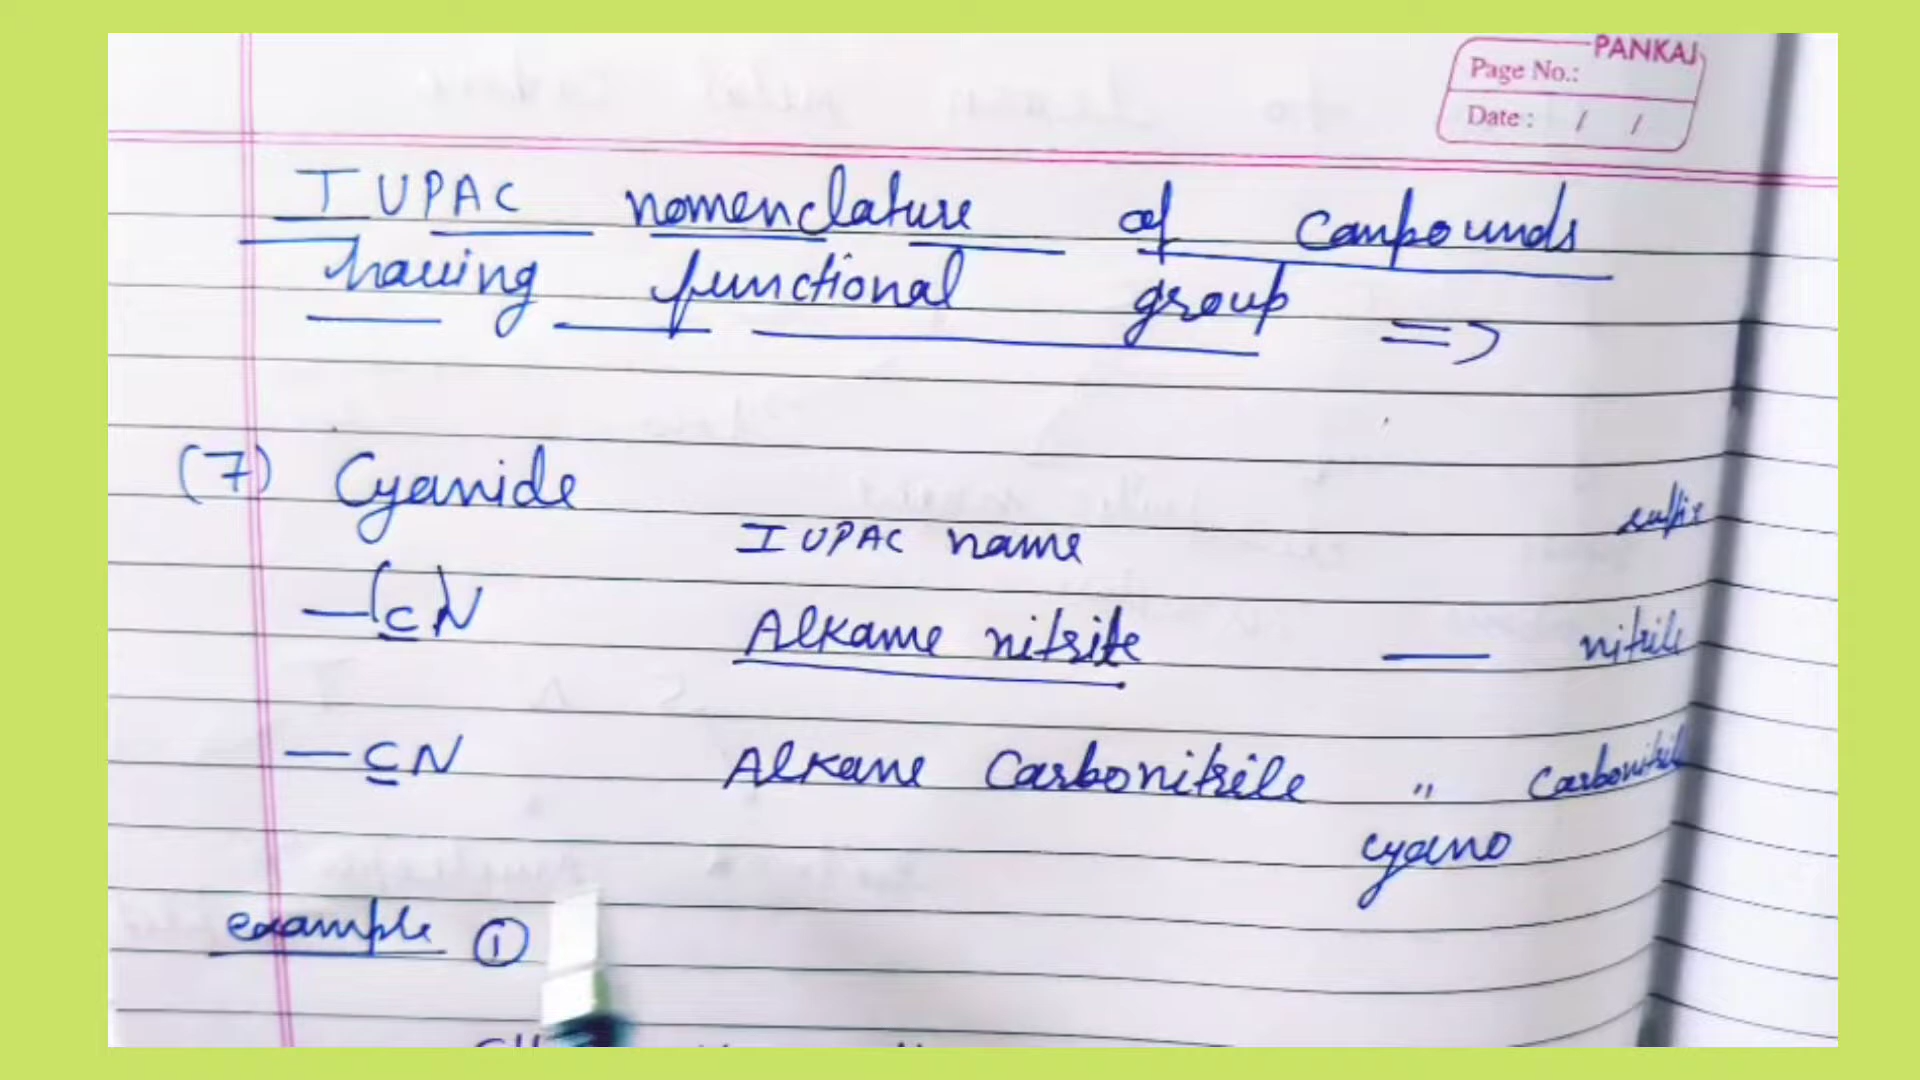 PANKAJ
Page No.:
Date : / /
IUPAC nomenclature of Compounds
having functional group =>
(7) Cyanide
suffix
IUPAC name
—(C)N Alkane nitrile — nitrile
—CN Alkane Carbonitrile " Carbonitrile
cyano
example ①